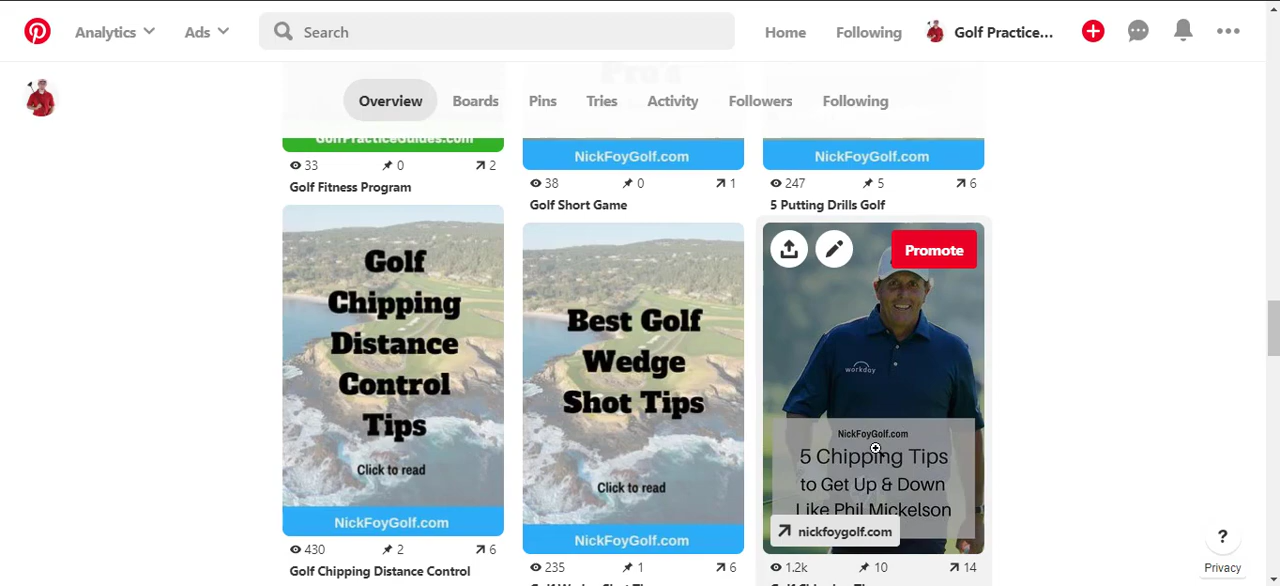 Analytics
Ads
Search
Home
Following
Golf Practice...
Overview
Boards
Pins
Tries
Activity
Followers
Following
GolfPracticeGuides.com
33
0
2
Golf Fitness Program
NickFoyGolf.com
38
0
1
Golf Short Game
NickFoyGolf.com
247
5
6
5 Putting Drills Golf
Golf
Chipping
Distance
Control
Tips
Click to read
NickFoyGolf.com
430
2
6
Golf Chipping Distance Control
Best Golf
Wedge
Shot Tips
Click to read
NickFoyGolf.com
235
1
6
Promote
workday
NickFoyGolf.com
5 Chipping Tips
to Get Up & Down
Like Phil Mickelson
nickfoygolf.com
1.2k
10
14
?
Privacy